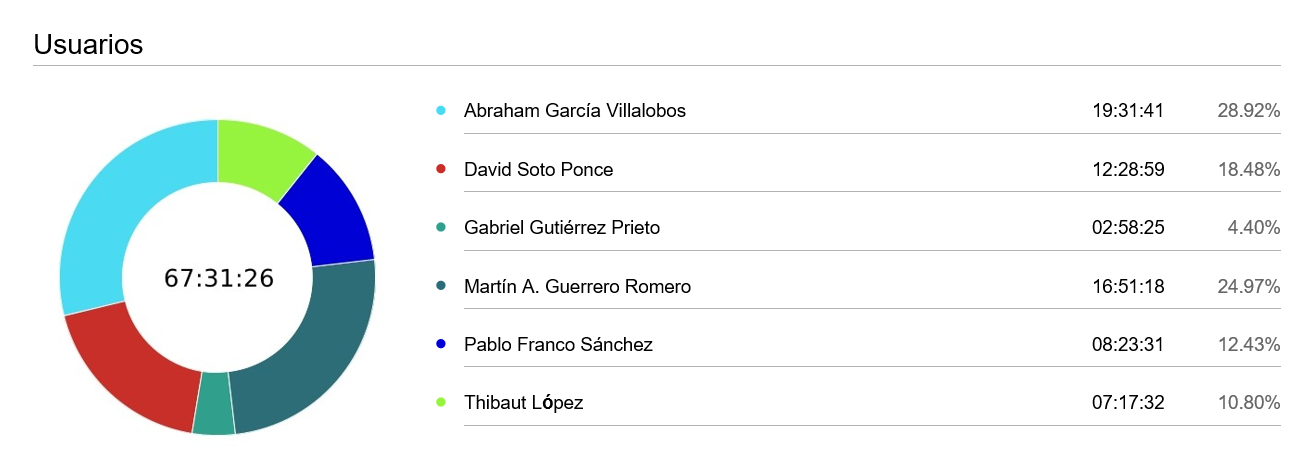 Usuarios
Abraham García Villalobos 19:31:41 28.92%
David Soto Ponce 12:28:59 18.48%
Gabriel Gutiérrez Prieto 02:58:25 4.40%
67:31:26
Martín A. Guerrero Romero 16:51:18 24.97%
Pablo Franco Sánchez 08:23:31 12.43%
Thibaut López 07:17:32 10.80%